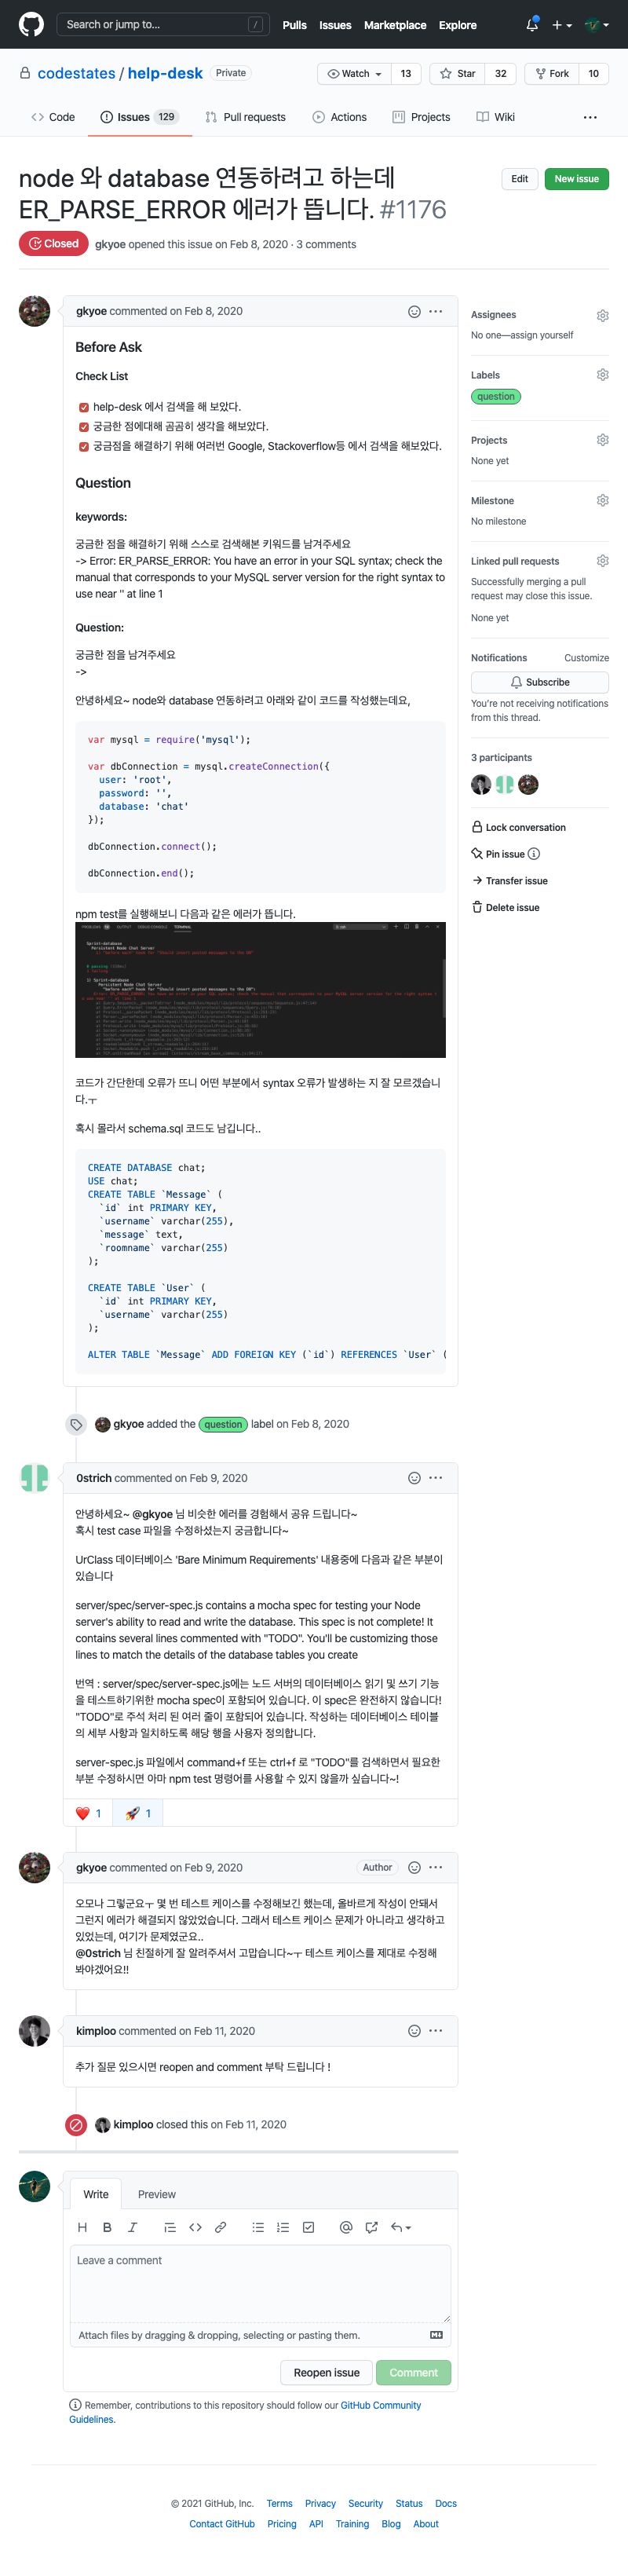 Search or jump to... /
Pulls Issues Marketplace Explore
codestates / help-desk Private
Watch 13 Star 32 Fork 10
Code Issues 129 Pull requests Actions Projects Wiki
node 와 database 연동하려고 하는데
ER_PARSE_ERROR 에러가 뜹니다. #1176
Edit New issue
Closed gkyoe opened this issue on Feb 8, 2020 · 3 comments
gkyoe commented on Feb 8, 2020
Before Ask
Check List
help-desk 에서 검색을 해 보았다.
궁금한 점에대해 곰곰히 생각을 해보았다.
궁금점을 해결하기 위해 여러번 Google, Stackoverflow등 에서 검색을 해보았다.
Question
keywords:
궁금한 점을 해결하기 위해 스스로 검색해본 키워드를 남겨주세요
-> Error: ER_PARSE_ERROR: You have an error in your SQL syntax; check the
manual that corresponds to your MySQL server version for the right syntax to
use near '' at line 1
Question:
궁금한 점을 남겨주세요
->
안녕하세요~ node와 database 연동하려고 아래와 같이 코드를 작성했는데요,
var mysql = require('mysql');
var dbConnection = mysql.createConnection({
user: 'root',
password: '',
database: 'chat'
});
dbConnection.connect();
dbConnection.end();
npm test를 실행해보니 다음과 같은 에러가 뜹니다.
코드가 간단한데 오류가 뜨니 어떤 부분에서 syntax 오류가 발생하는 지 잘 모르겠습니
다.ㅜ
혹시 몰라서 schema.sql 코드도 남깁니다..
CREATE DATABASE chat;
USE chat;
CREATE TABLE `Message` (
`id` int PRIMARY KEY,
`username` varchar(255),
`message` text,
`roomname` varchar(255)
);
CREATE TABLE `User` (
`id` int PRIMARY KEY,
`username` varchar(255)
);
ALTER TABLE `Message` ADD FOREIGN KEY (`id`) REFERENCES `User` (
gkyoe added the question label on Feb 8, 2020
0strich commented on Feb 9, 2020
안녕하세요~ @gkyoe 님 비슷한 에러를 경험해서 공유 드립니다~
혹시 test case 파일을 수정하셨는지 궁금합니다~
UrClass 데이터베이스 'Bare Minimum Requirements' 내용중에 다음과 같은 부분이
있습니다
server/spec/server-spec.js contains a mocha spec for testing your Node
server's ability to read and write the database. This spec is not complete! It
contains several lines commented with "TODO". You'll be customizing those
lines to match the details of the database tables you create
번역 : server/spec/server-spec.js에는 노드 서버의 데이터베이스 읽기 및 쓰기 기능
을 테스트하기위한 mocha spec이 포함되어 있습니다. 이 spec은 완전하지 않습니다!
"TODO"로 주석 처리 된 여러 줄이 포함되어 있습니다. 작성하는 데이터베이스 테이블
의 세부 사항과 일치하도록 해당 행을 사용자 정의합니다.
server-spec.js 파일에서 command+f 또는 ctrl+f 로 "TODO"를 검색하면서 필요한
부분 수정하시면 아마 npm test 명령어를 사용할 수 있지 않을까 싶습니다~!
❤️ 1 🚀 1
gkyoe commented on Feb 9, 2020 Author
오모나 그렇군요ㅜ 몇 번 테스트 케이스를 수정해보긴 했는데, 올바르게 작성이 안돼서
그런지 에러가 해결되지 않았었습니다. 그래서 테스트 케이스 문제가 아니라고 생각하고
있었는데, 여기가 문제였군요..
@0strich 님 친절하게 잘 알려주셔서 고맙습니다~ㅜ 테스트 케이스를 제대로 수정해
봐야겠어요!!
kimploo commented on Feb 11, 2020
추가 질문 있으시면 reopen and comment 부탁 드립니다 !
kimploo closed this on Feb 11, 2020
Write Preview
Leave a comment
Attach files by dragging & dropping, selecting or pasting them.
Reopen issue Comment
Remember, contributions to this repository should follow our GitHub Community
Guidelines.
Assignees
No one—assign yourself
Labels
question
Projects
None yet
Milestone
No milestone
Linked pull requests
Successfully merging a pull
request may close this issue.
None yet
Notifications Customize
Subscribe
You're not receiving notifications
from this thread.
3 participants
Lock conversation
Pin issue
Transfer issue
Delete issue
© 2021 GitHub, Inc. Terms Privacy Security Status Docs
Contact GitHub Pricing API Training Blog About